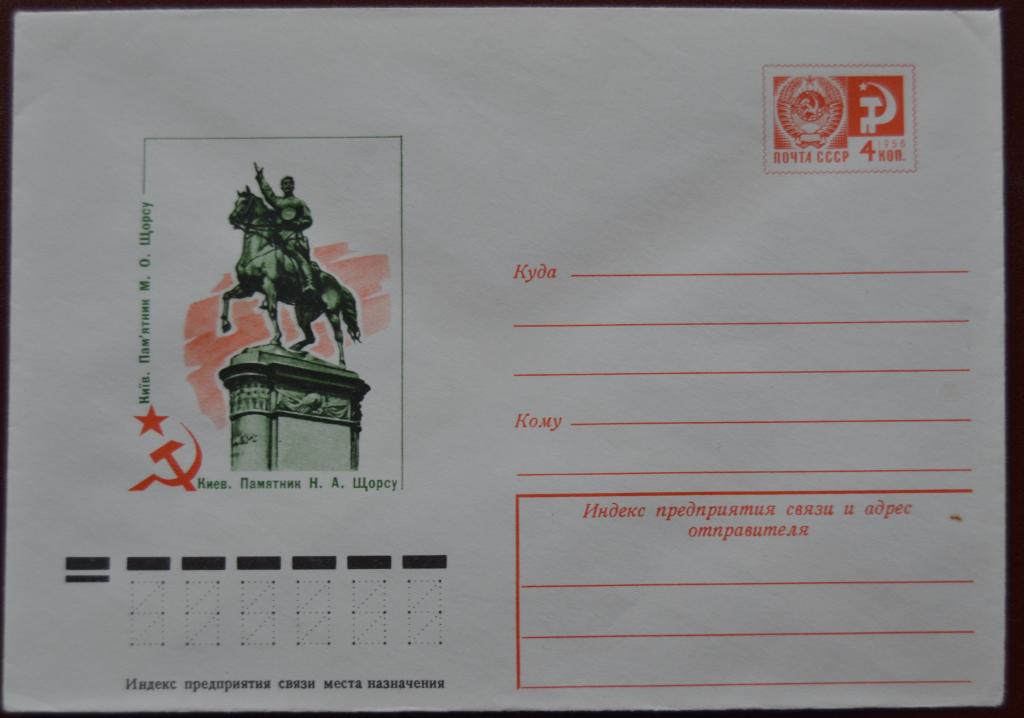 ПОЧТА СССР
1966
4 КОП.
Київ. Пам'ятник М. О. Щорсу
Киев. Памятник Н. А. Щорсу
Куда
Кому
Индекс предприятия связи и адрес
отправителя
Индекс предприятия связи места назначения